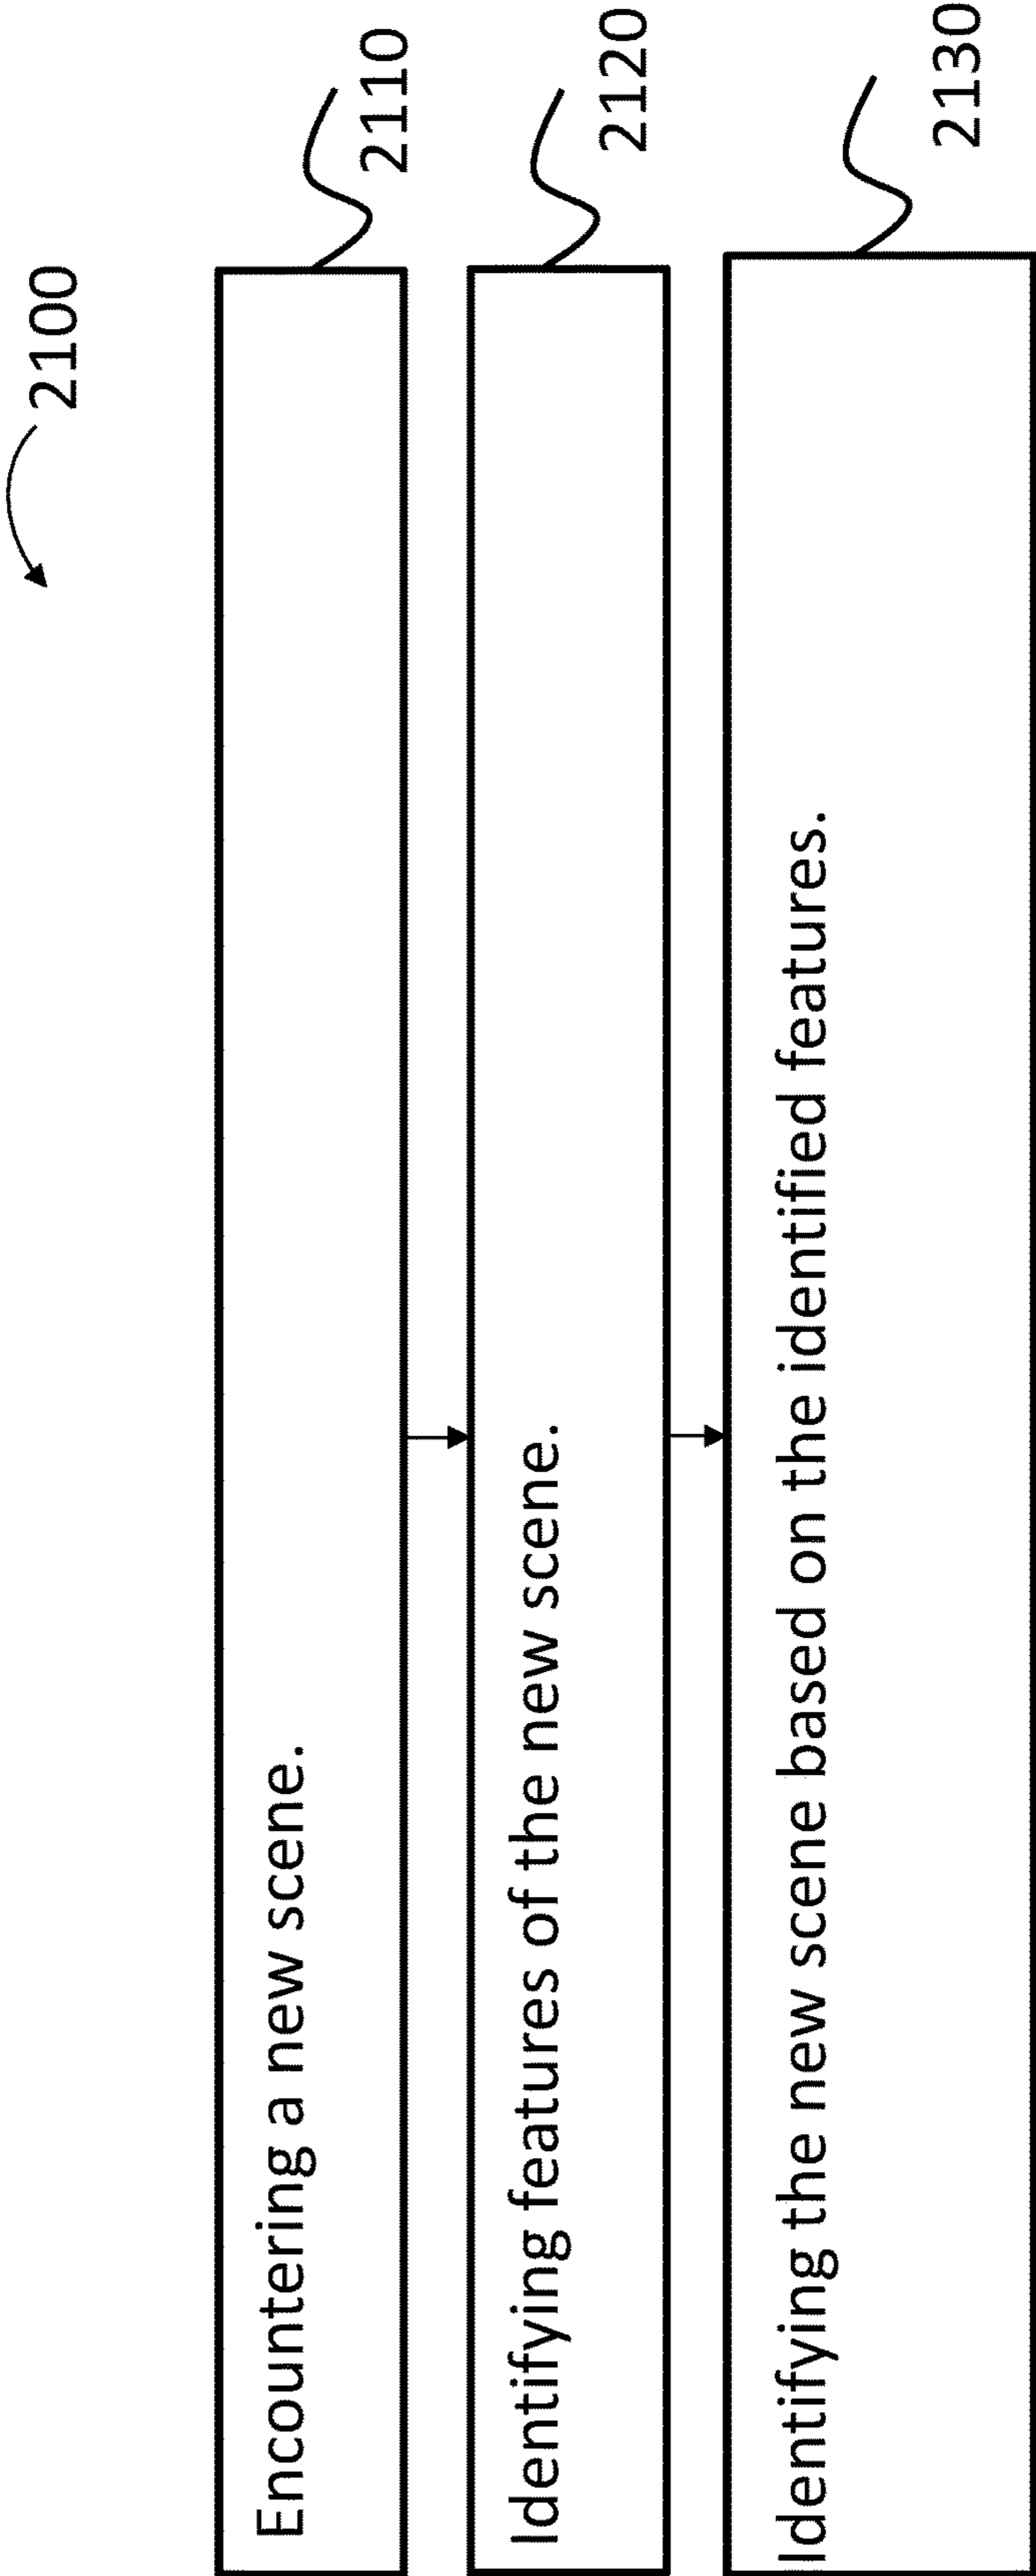 2100
Encountering a new scene.
2110
Identifying features of the new scene.
2120
Identifying the new scene based on the identified features.
2130